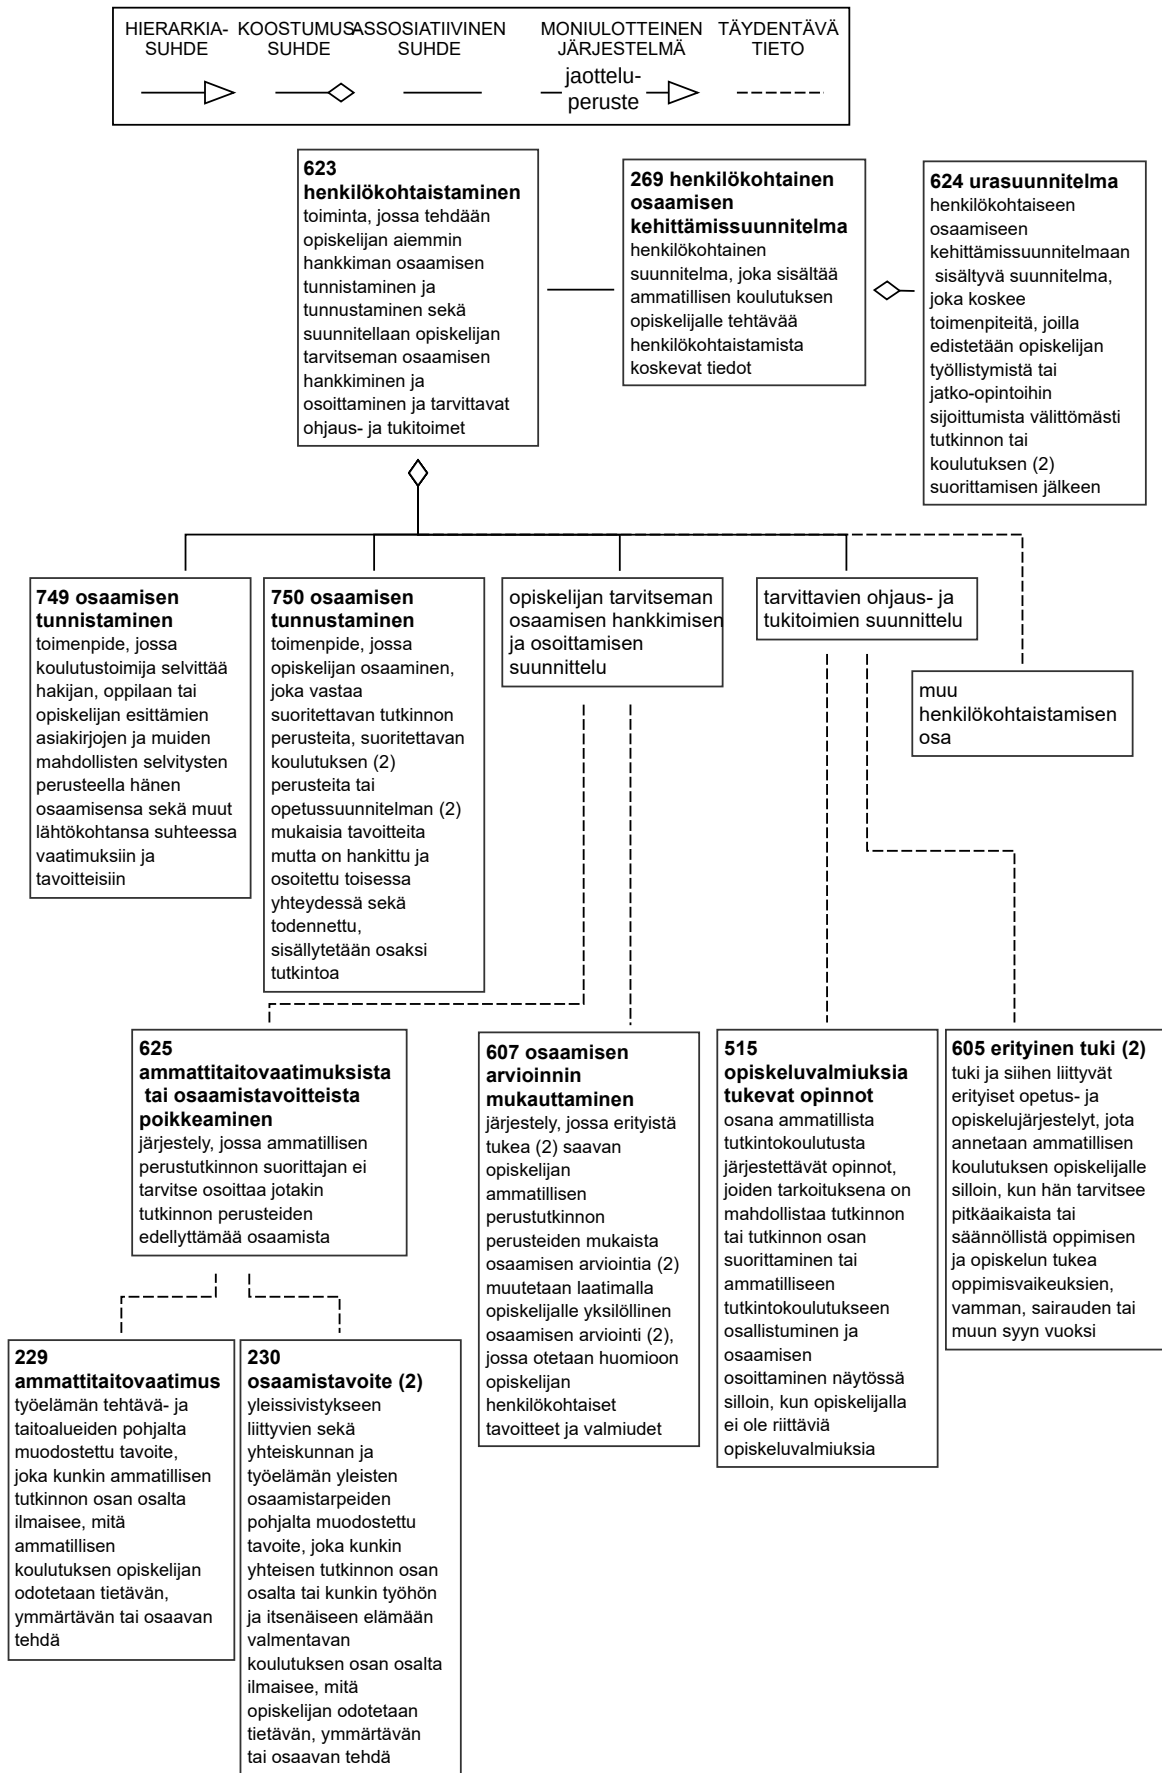 HIERARKIA-
SUHDE
KOOSTUMUS-
SUHDE
ASSOSIATIIVINEN
SUHDE
MONIULOTTEINEN
JÄRJESTELMÄ
jaottelu-
peruste
TÄYDENTÄVÄ
TIETO
623
henkilökohtaistaminen
toiminta, jossa tehdään
opiskelijan aiemmin
hankkiman osaamisen
tunnistaminen ja
tunnustaminen sekä
suunnitellaan opiskelijan
tarvitseman osaamisen
hankkiminen ja
osoittaminen ja tarvittavat
ohjaus- ja tukitoimet
269 henkilökohtainen
osaamisen
kehittämissuunnitelma
henkilökohtainen
suunnitelma, joka sisältää
ammatillisen koulutuksen
opiskelijalle tehtävää
henkilökohtaistamista
koskevat tiedot
624 urasuunnitelma
henkilökohtaiseen
osaamiseen
kehittämissuunnitelmaan
sisältyvä suunnitelma,
joka koskee
toimenpiteitä, joilla
edistetään opiskelijan
työllistymistä tai
jatko-opintoihin
sijoittumista välittömästi
tutkinnon tai
koulutuksen (2)
suorittamisen jälkeen
749 osaamisen
tunnistaminen
toimenpide, jossa
koulutustoimija selvittää
hakijan, oppilaan tai
opiskelijan esittämien
asiakirjojen ja muiden
mahdollisten selvitysten
perusteella hänen
osaamisensa sekä muut
lähtökohtansa suhteessa
vaatimuksiin ja
tavoitteisiin
750 osaamisen
tunnustaminen
toimenpide, jossa
opiskelijan osaaminen,
joka vastaa
suoritettavan tutkinnon
perusteita, suoritettavan
koulutuksen (2)
perusteita tai
opetussuunnitelman (2)
mukaisia tavoitteita
mutta on hankittu ja
osoitettu toisessa
yhteydessä sekä
todennettu,
sisällytetään osaksi
tutkintoa
opiskelijan tarvitseman
osaamisen hankkimisen
ja osoittamisen
suunnittelu
tarvittavien ohjaus- ja
tukitoimien suunnittelu
muu
henkilökohtaistamisen
osa
625
ammattitaitovaatimuksista
tai osaamistavoitteista
poikkeaminen
järjestely, jossa ammatillisen
perustutkinnon suorittajan ei
tarvitse osoittaa jotakin
tutkinnon perusteiden
edellyttämää osaamista
607 osaamisen
arvioinnin
mukauttaminen
järjestely, jossa erityistä
tukea (2) saavan
opiskelijan
ammatillisen
perustutkinnon
perusteiden mukaista
osaamisen arviointia (2)
muutetaan laatimalla
opiskelijalle yksilöllinen
osaamisen arviointi (2),
jossa otetaan huomioon
opiskelijan
henkilökohtaiset
tavoitteet ja valmiudet
515
opiskeluvalmiuksia
tukevat opinnot
osana ammatillista
tutkintokoulutusta
järjestettävät opinnot,
joiden tarkoituksena on
mahdollistaa tutkinnon
tai tutkinnon osan
suorittaminen tai
ammatilliseen
tutkintokoulutukseen
osallistuminen ja
osaamisen
osoittaminen näytössä
silloin, kun opiskelijalla
ei ole riittäviä
opiskeluvalmiuksia
605 erityinen tuki (2)
tuki ja siihen liittyvät
erityiset opetus- ja
opiskelujärjestelyt, jota
annetaan ammatillisen
koulutuksen opiskelijalle
silloin, kun hän tarvitsee
pitkäaikaista tai
säännöllistä oppimisen
ja opiskelun tukea
oppimisvaikeuksien,
vamman, sairauden tai
muun syyn vuoksi
229
ammattitaitovaatimus
työelämän tehtävä- ja
taitoalueiden pohjalta
muodostettu tavoite,
joka kunkin ammatillisen
tutkinnon osan osalta
ilmaisee, mitä
ammatillisen
koulutuksen opiskelijan
odotetaan tietävän,
ymmärtävän tai osaavan
tehdä
230
osaamistavoite (2)
yleissivistykseen
liittyvien sekä
yhteiskunnan ja
työelämän yleisten
osaamistarpeiden
pohjalta muodostettu
tavoite, joka kunkin
yhteisen tutkinnon osan
osalta tai kunkin työhön
ja itsenäiseen elämään
valmentavan
koulutuksen osan osalta
ilmaisee, mitä
opiskelijan odotetaan
tietävän, ymmärtävän
tai osaavan tehdä